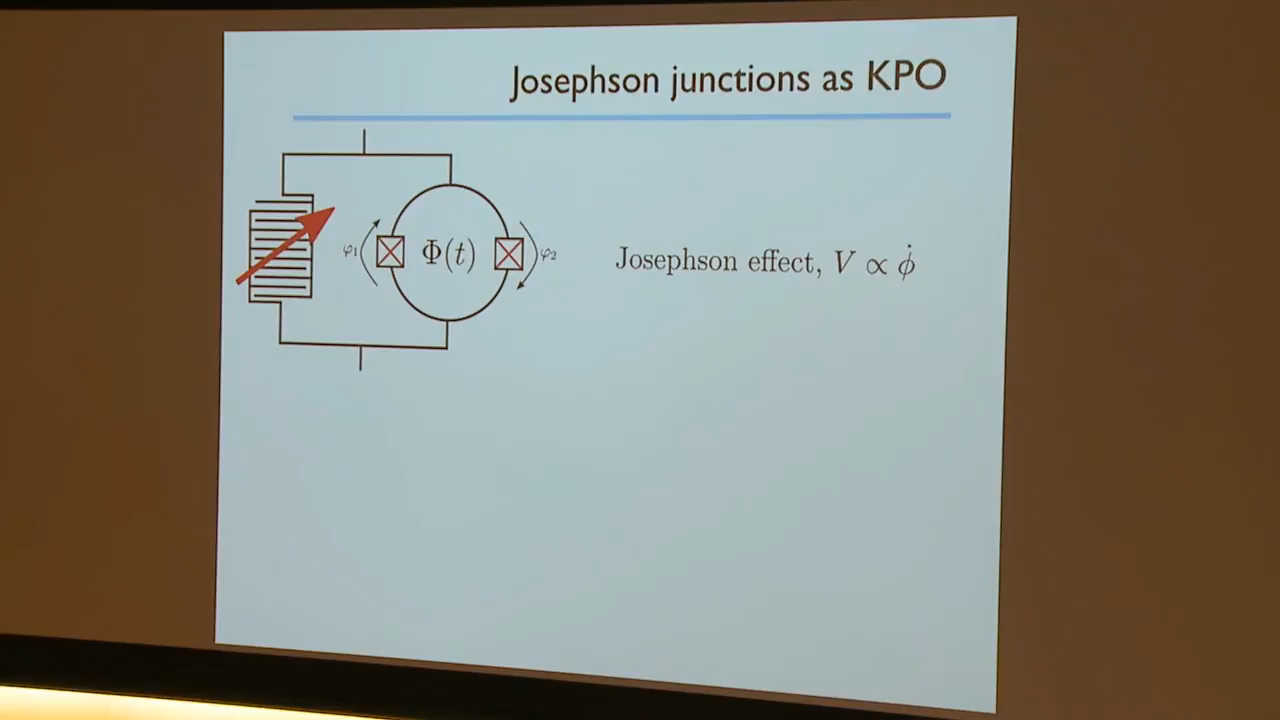 Josephson junctions as KPO
φ₁ Φ(t) φ₂
Josephson effect, V ∝ ϕ̇